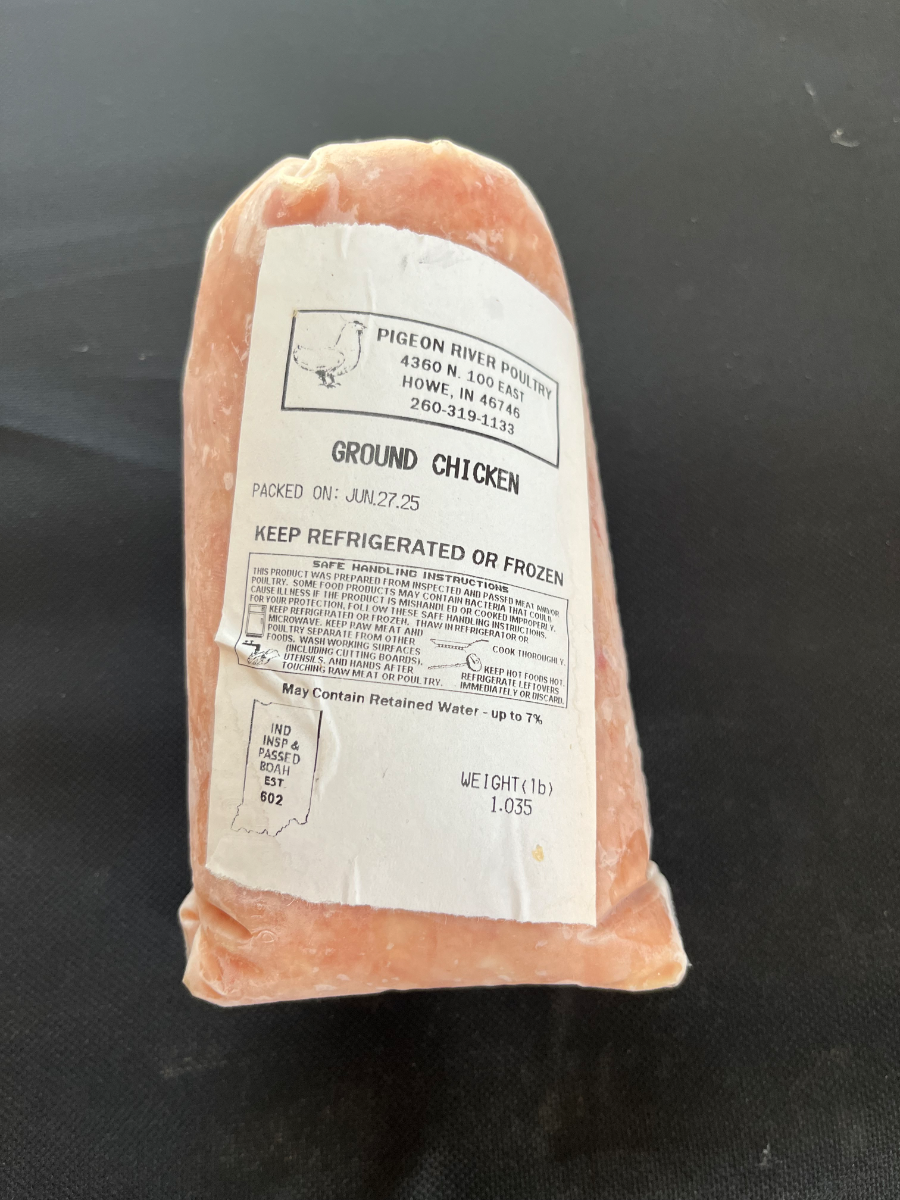 PIGEON RIVER POULTRY
4360 N. 100 EAST
HOWE, IN 46746
260-319-1133
GROUND CHICKEN
PACKED ON: JUN.27.25
KEEP REFRIGERATED OR FROZEN
SAFE HANDLING INSTRUCTIONS
THIS PRODUCT WAS PREPARED FROM INSPECTED AND PASSED MEAT AND/OR
POULTRY. SOME FOOD PRODUCTS MAY CONTAIN BACTERIA THAT COULD
CAUSE ILLNESS IF THE PRODUCT IS MISHANDLED OR COOKED IMPROPERLY.
FOR YOUR PROTECTION, FOLLOW THESE SAFE HANDLING INSTRUCTIONS.
KEEP REFRIGERATED OR FROZEN. THAW IN REFRIGERATOR OR
MICROWAVE. KEEP RAW MEAT AND
POULTRY SEPARATE FROM OTHER
FOODS. WASH WORKING SURFACES
(INCLUDING CUTTING BOARDS),
UTENSILS, AND HANDS AFTER
TOUCHING RAW MEAT OR POULTRY.
COOK THOROUGHLY.
KEEP HOT FOODS HOT.
REFRIGERATE LEFTOVERS
IMMEDIATELY OR DISCARD.
May Contain Retained Water - up to 7%
IND
INSP &
PASSED
BOAH
EST
602
WEIGHT(lb)
1.035